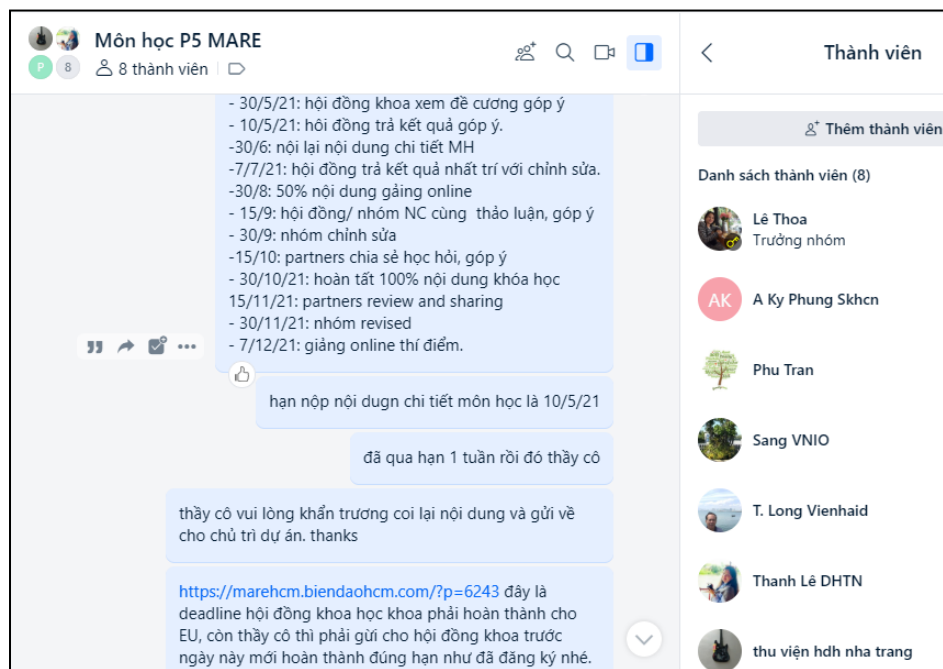 Môn học P5 MARE
P 8 8 thành viên
- 30/5/21: hội đồng khoa xem đề cương góp ý
- 10/5/21: hôi đồng trả kết quả góp ý.
-30/6: nội lại nội dung chi tiết MH
-7/7/21: hội đồng trả kết quả nhất trí với chỉnh sửa.
-30/8: 50% nội dung gảing online
- 15/9: hội đồng/ nhóm NC cùng thảo luận, góp ý
- 30/9: nhóm chỉnh sửa
-15/10: partners chia sẻ học hỏi, góp ý
- 30/10/21: hoàn tất 100% nội dung khóa học
15/11/21: partners review and sharing
- 30/11/21: nhóm revised
- 7/12/21: giảng online thí điểm.
hạn nộp nội dugn chi tiết môn học là 10/5/21
đã qua hạn 1 tuần rồi đó thầy cô
thầy cô vui lòng khẩn trương coi lại nội dung và gửi về
cho chủ trì dự án. thanks
https://marehcm.biendaohcm.com/?p=6243 đây là
deadline hội đồng khoa học khoa phải hoàn thành cho
EU, còn thầy cô thì phải gừi cho hội đồng khoa trước
ngày này mới hoàn thành đúng hạn như đã đăng ký nhé.
Thành viên
Thêm thành viên
Danh sách thành viên (8)
Lê Thoa
Trưởng nhóm
AK
A Ky Phung Skhcn
Phu Tran
Sang VNIO
T. Long Vienhaid
Thanh Lê DHTN
thu viện hdh nha trang